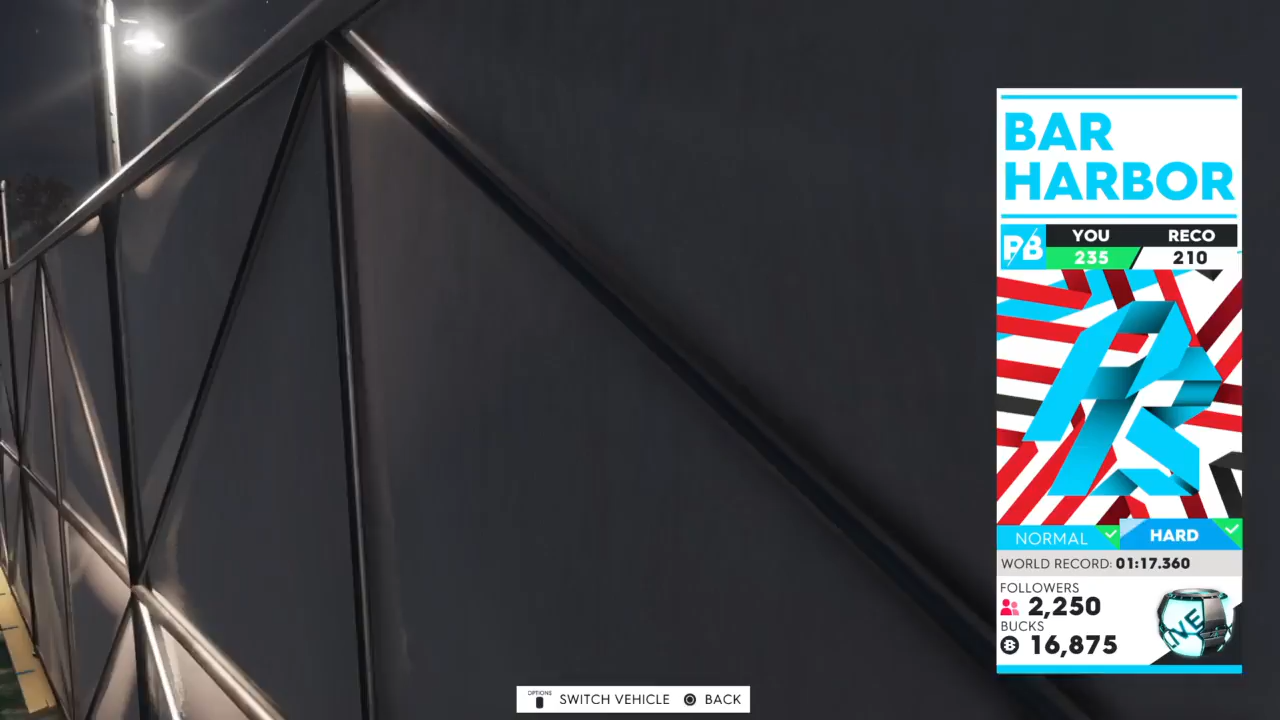 BAR
HARBOR
PB YOU RECO
235 210
NORMAL HARD
WORLD RECORD: 01:17.360
FOLLOWERS
2,250
BUCKS
16,875
OPTIONS SWITCH VEHICLE BACK